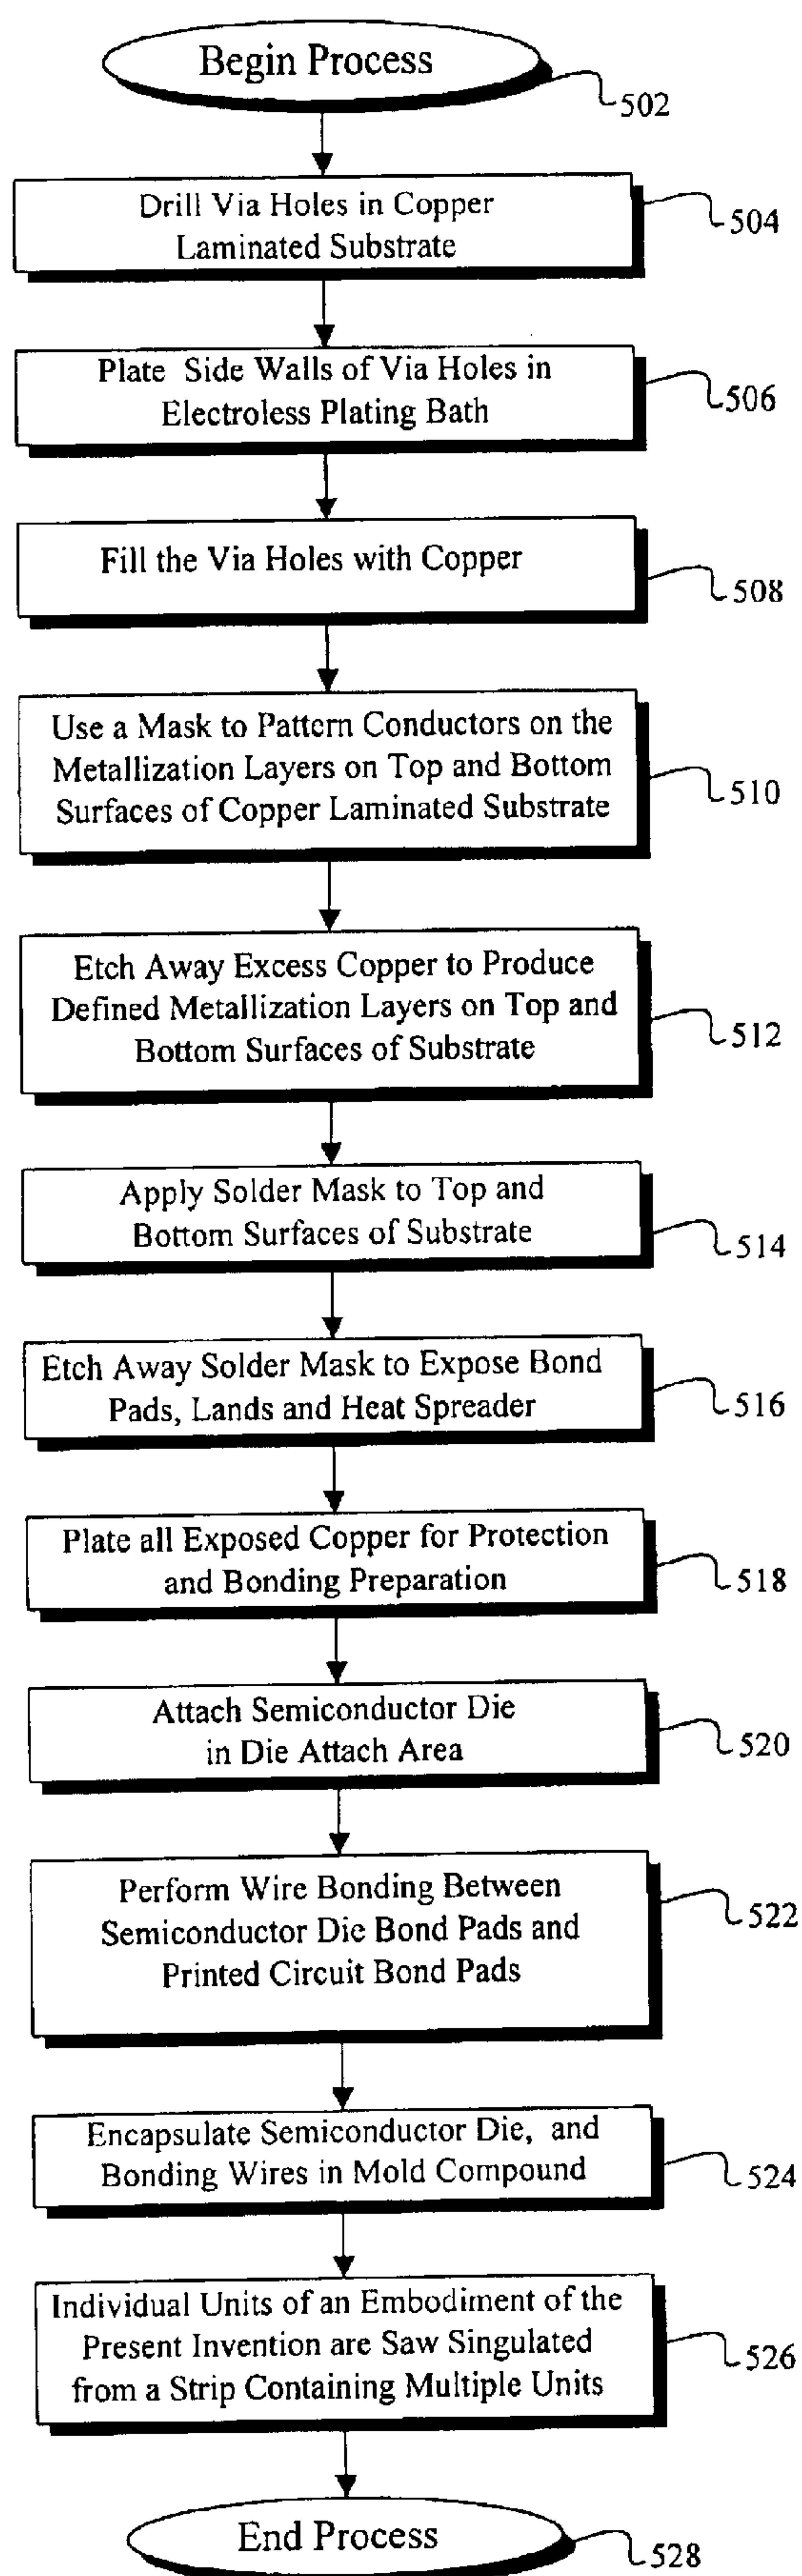 Begin Process
502
Drill Via Holes in Copper
Laminated Substrate
504
Plate Side Walls of Via Holes in
Electroless Plating Bath
506
Fill the Via Holes with Copper
508
Use a Mask to Pattern Conductors on the
Metallization Layers on Top and Bottom
Surfaces of Copper Laminated Substrate
510
Etch Away Excess Copper to Produce
Defined Metallization Layers on Top and
Bottom Surfaces of Substrate
512
Apply Solder Mask to Top and
Bottom Surfaces of Substrate
514
Etch Away Solder Mask to Expose Bond
Pads, Lands and Heat Spreader
516
Plate all Exposed Copper for Protection
and Bonding Preparation
518
Attach Semiconductor Die
in Die Attach Area
520
Perform Wire Bonding Between
Semiconductor Die Bond Pads and
Printed Circuit Bond Pads
522
Encapsulate Semiconductor Die, and
Bonding Wires in Mold Compound
524
Individual Units of an Embodiment of the
Present Invention are Saw Singulated
from a Strip Containing Multiple Units
526
End Process
528